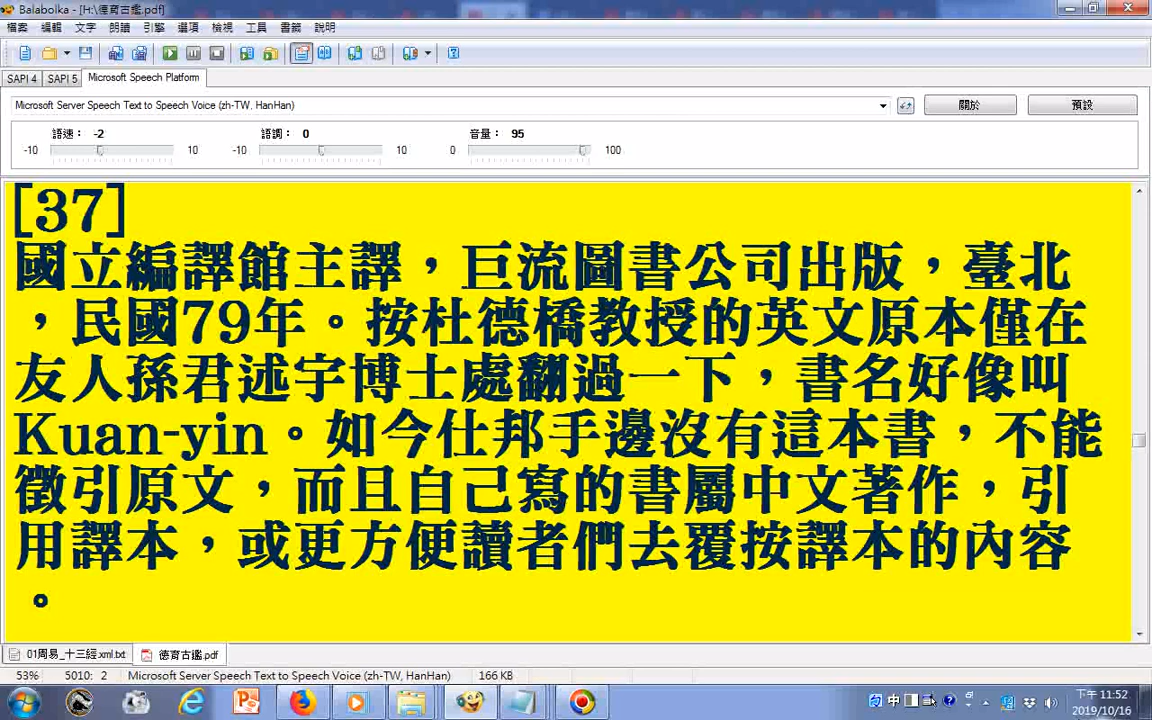 Balabolka - [H:\德育古鑑.pdf]
檔案 編輯 文字 朗讀 引擎 選項 檢視 工具 書籤 說明
SAPI 4 SAPI 5 Microsoft Speech Platform
Microsoft Server Speech Text to Speech Voice (zh-TW, HanHan) 關於 預設
語速： -2 語調： 0 音量： 95
-10 10 -10 10 0 100
[37]
國立編譯館主譯，巨流圖書公司出版，臺北
，民國79年。按杜德橋教授的英文原本僅在
友人孫君述宇博士處翻過一下，書名好像叫
Kuan-yin。如今仕邦手邊沒有這本書，不能
徵引原文，而且自己寫的書屬中文著作，引
用譯本，或更方便讀者們去覆按譯本的內容
。
01周易_十三經.xml.txt 德育古鑑.pdf
53% 5010: 2 Microsoft Server Speech Text to Speech Voice (zh-TW, HanHan) 166 KB
中 下午 11:52
2019/10/16